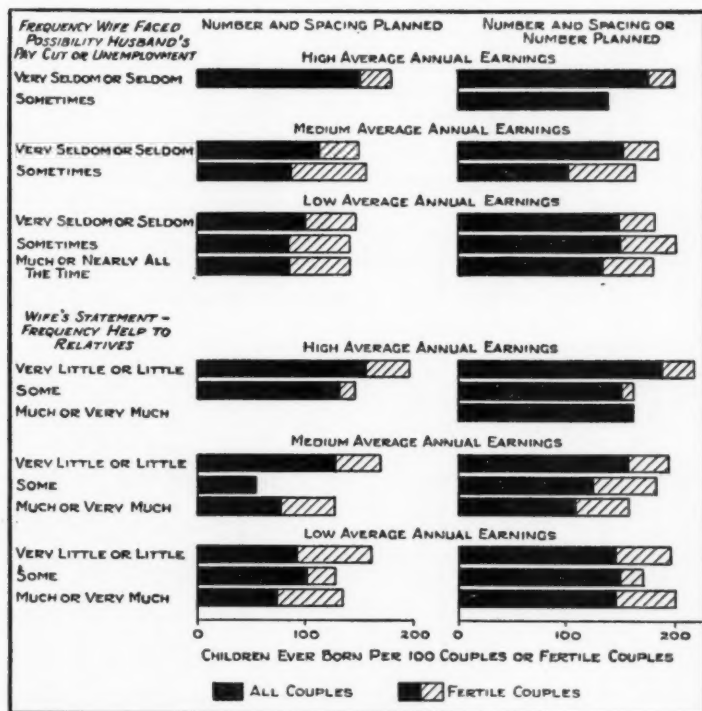 FREQUENCY WIFE FACED POSSIBILITY HUSBAND'S PAY CUT OR UNEMPLOYMENT
NUMBER AND SPACING PLANNED
NUMBER AND SPACING OR
NUMBER PLANNED
HIGH AVERAGE ANNUAL EARNINGS
VERY SELDOM OR SELDOM
SOMETIMES
MEDIUM AVERAGE ANNUAL EARNINGS
VERY SELDOM OR SELDOM
SOMETIMES
LOW AVERAGE ANNUAL EARNINGS
VERY SELDOM OR SELDOM
SOMETIMES
MUCH OR NEARLY ALL
THE TIME
WIFE'S STATEMENT –
FREQUENCY HELP TO
RELATIVES
HIGH AVERAGE ANNUAL EARNINGS
VERY LITTLE OR LITTLE
SOME
MUCH OR VERY MUCH
MEDIUM AVERAGE ANNUAL EARNINGS
VERY LITTLE OR LITTLE
SOME
MUCH OR VERY MUCH
LOW AVERAGE ANNUAL EARNINGS
VERY LITTLE OR LITTLE
SOME
MUCH OR VERY MUCH
0 100 200 0 100 200
CHILDREN EVER BORN PER 100 COUPLES OR FERTILE COUPLES
ALL COUPLES FERTILE COUPLES